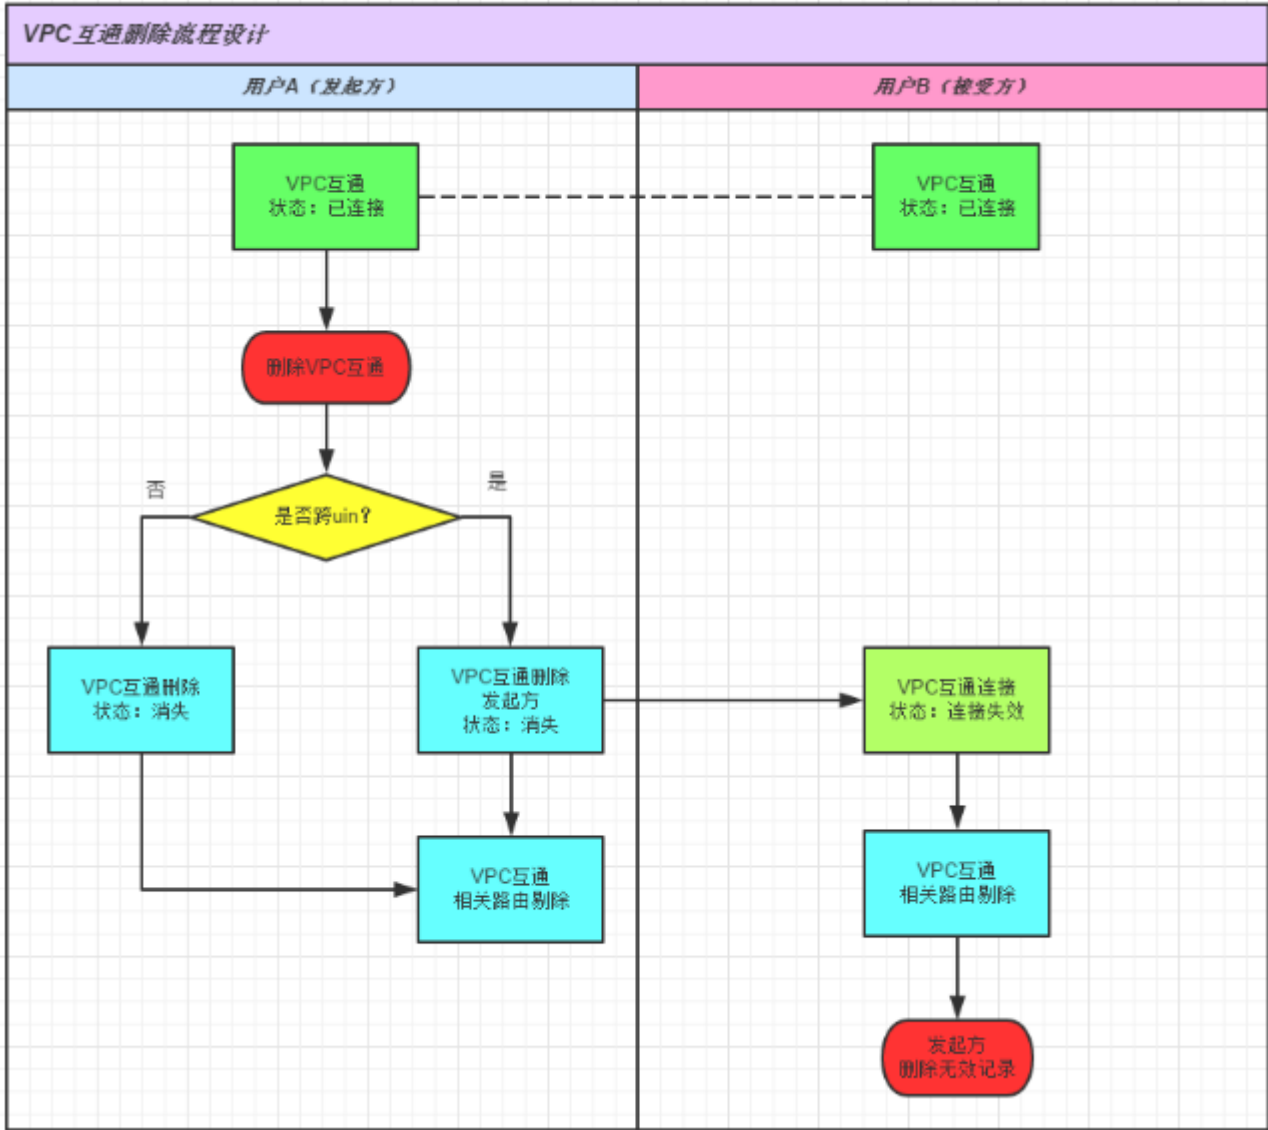 VPC互通删除流程设计
用户A（发起方）
用户B（接受方）
VPC互通
状态：已连接
VPC互通
状态：已连接
删除VPC互通
否
是
是否跨uin？
VPC互通删除
状态：消失
VPC互通删除
发起方
状态：消失
VPC互通连接
状态：连接失效
VPC互通
相关路由剔除
VPC互通
相关路由剔除
发起方
删除无效记录